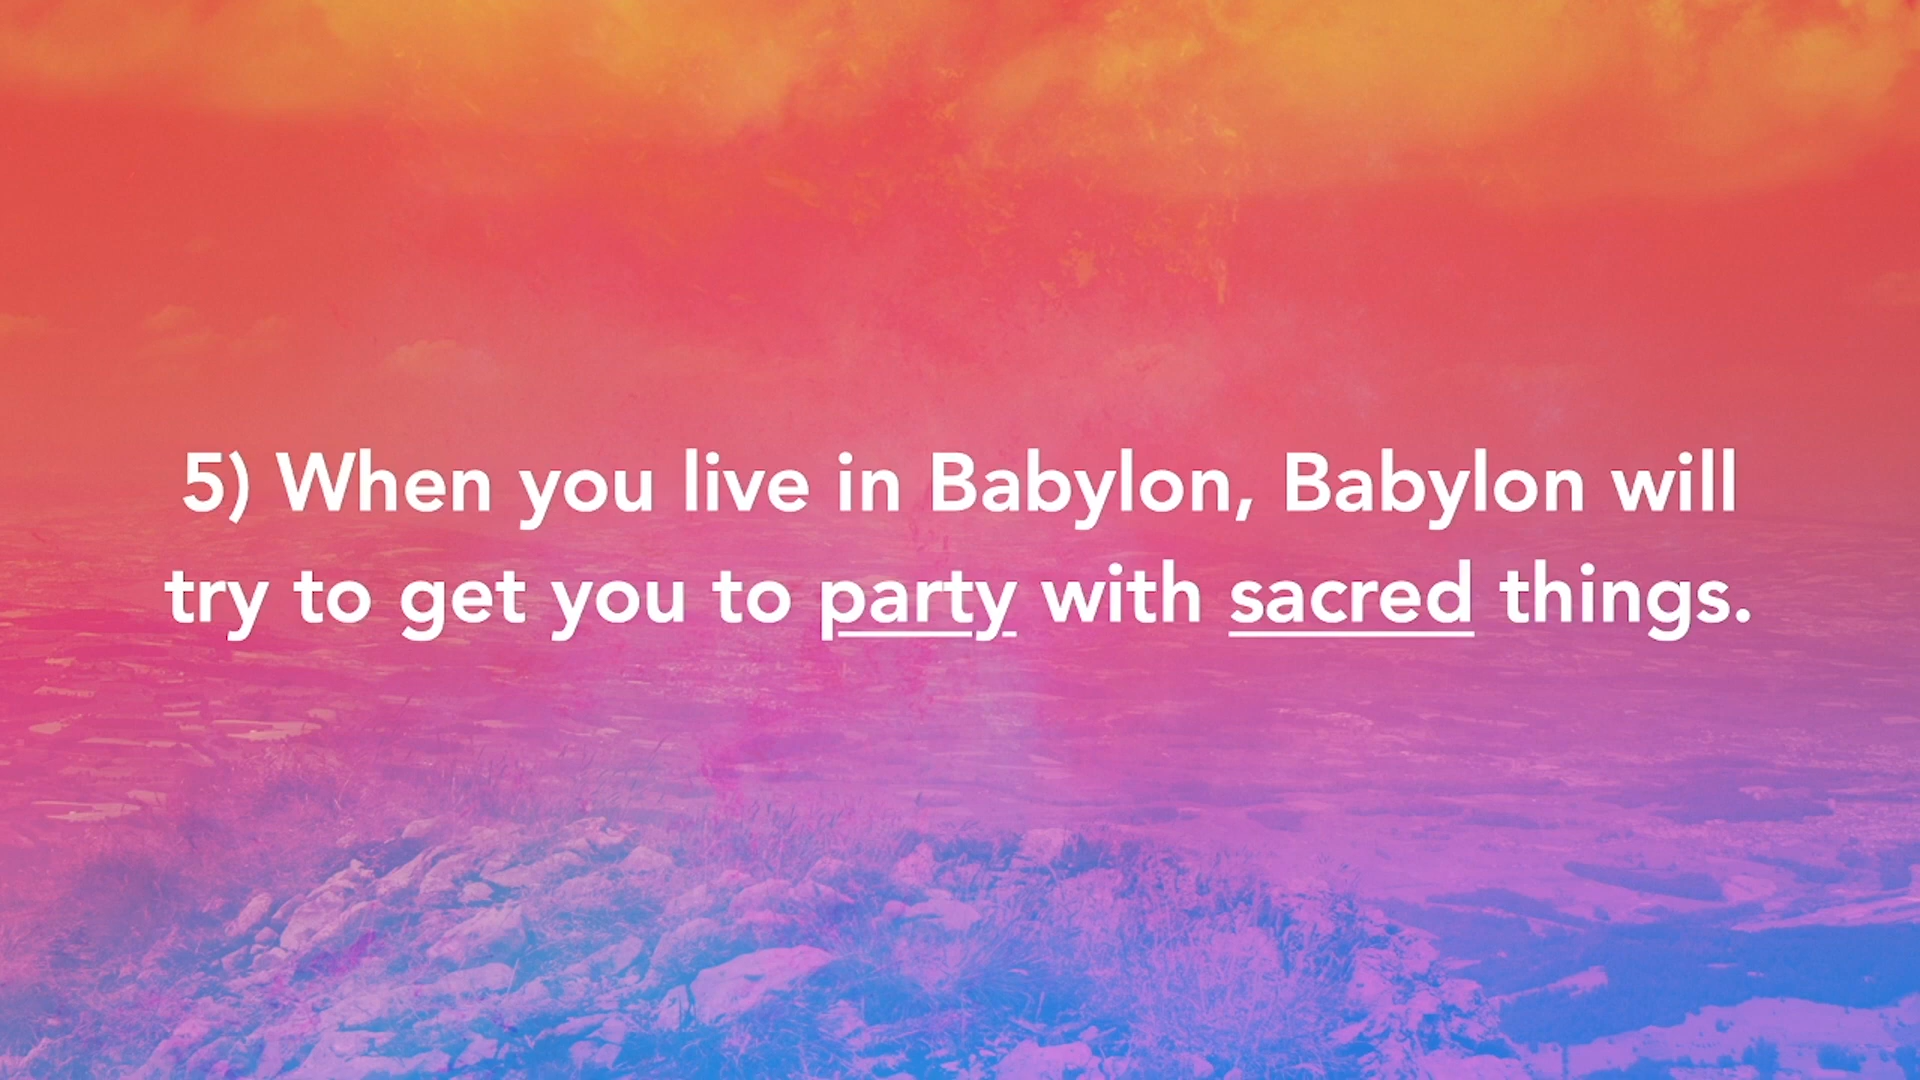 5) When you live in Babylon, Babylon will
try to get you to party with sacred things.